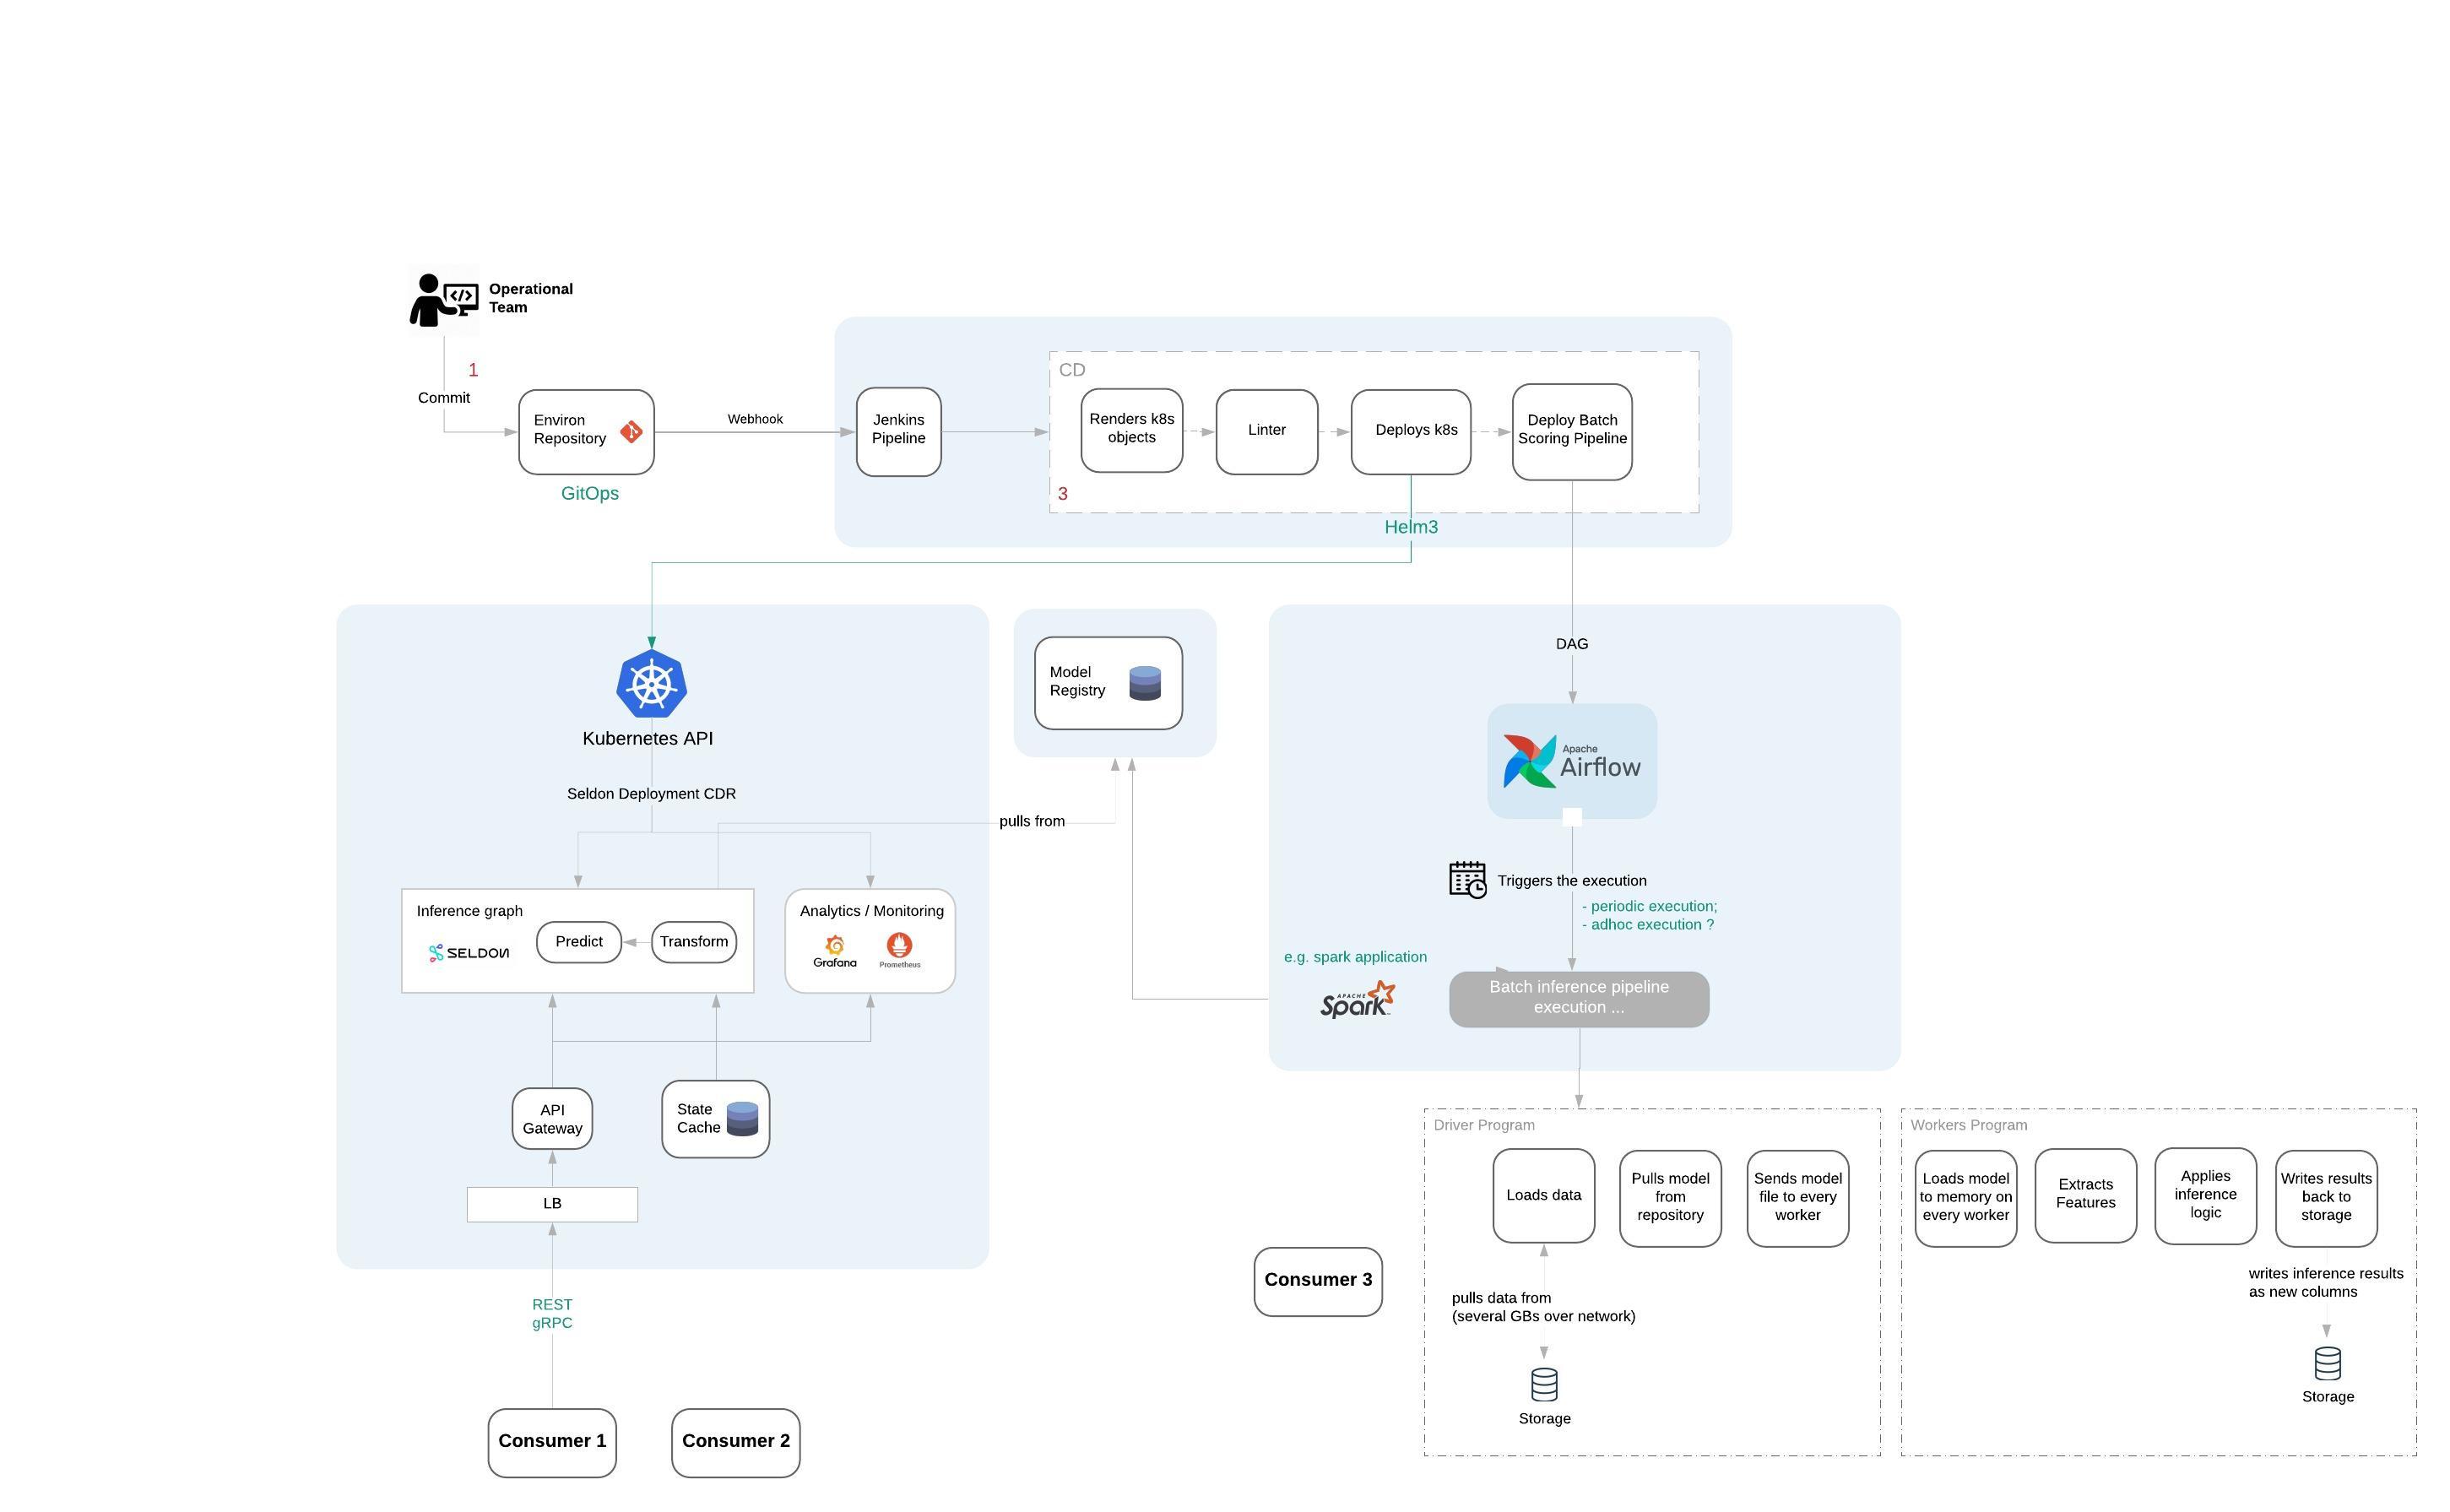 Operational
Team
1
Commit
Environ
Repository
GitOps
Webhook
Jenkins
Pipeline
CD
Renders k8s
objects
Linter
Deploys k8s
Deploy Batch
Scoring Pipeline
3
Helm3
Kubernetes API
Seldon Deployment CDR
pulls from
Model
Registry
DAG
Apache
Airflow
Triggers the execution
- periodic execution;
- adhoc execution ?
e.g. spark application
APACHE
Spark
Batch inference pipeline
execution ...
Inference graph
SELDON
Predict
Transform
Analytics / Monitoring
Grafana
Prometheus
API
Gateway
State
Cache
LB
REST
gRPC
Consumer 1
Consumer 2
Consumer 3
Driver Program
Loads data
Pulls model
from
repository
Sends model
file to every
worker
pulls data from
(several GBs over network)
Storage
Workers Program
Loads model
to memory on
every worker
Extracts
Features
Applies
inference
logic
Writes results
back to
storage
writes inference results
as new columns
Storage